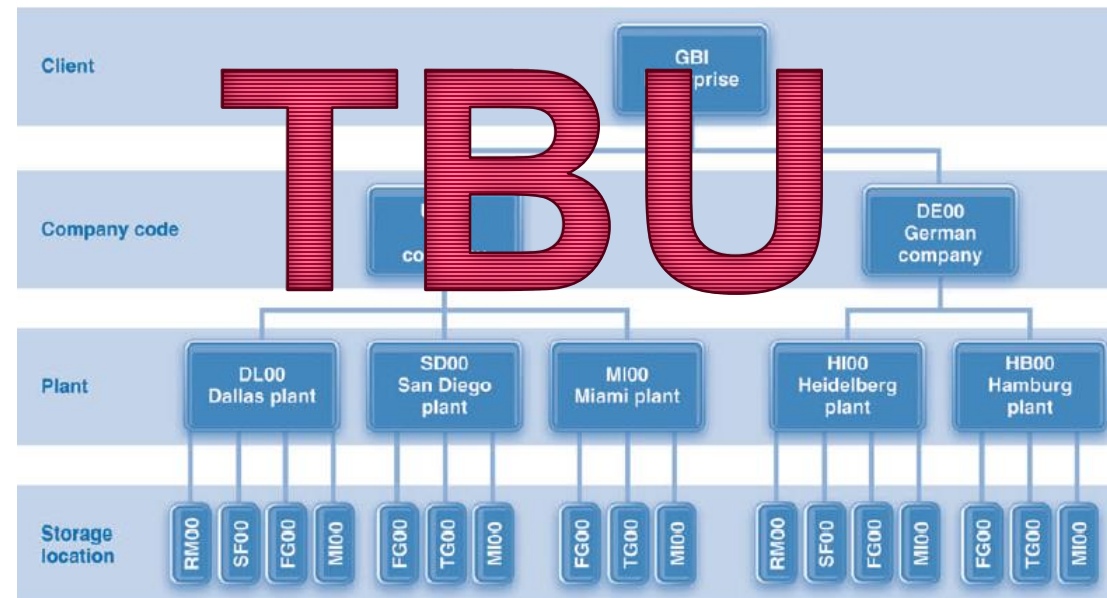 Client
GBI
TBU
Company code
DE00
German
company
Plant
DL00
Dallas plant
SD00
San Diego
plant
MI00
Miami plant
HI00
Heidelberg
plant
HB00
Hamburg
plant
Storage
location
RM00
SF00
FG00
MI00
FG00
TG00
MI00
FG00
TG00
MI00
RM00
SF00
FG00
MI00
FG00
TG00
MI00